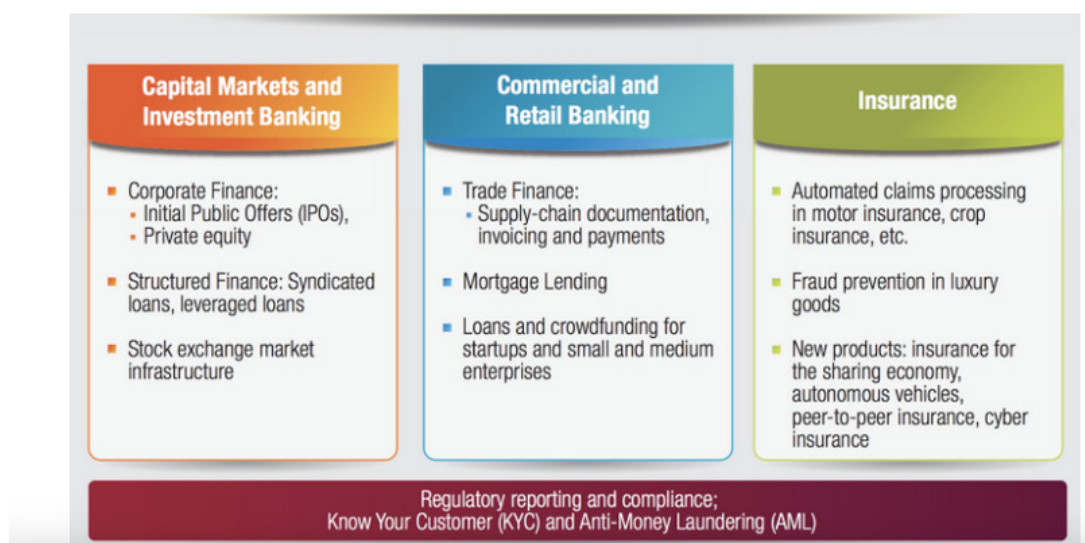 Capital Markets and
Investment Banking
▪ Corporate Finance:
▪ Initial Public Offers (IPOs),
▪ Private equity
▪ Structured Finance: Syndicated
loans, leveraged loans
▪ Stock exchange market
infrastructure
Commercial and
Retail Banking
▪ Trade Finance:
▪ Supply-chain documentation,
invoicing and payments
▪ Mortgage Lending
▪ Loans and crowdfunding for
startups and small and medium
enterprises
Insurance
▪ Automated claims processing
in motor insurance, crop
insurance, etc.
▪ Fraud prevention in luxury
goods
▪ New products: insurance for
the sharing economy,
autonomous vehicles,
peer-to-peer insurance, cyber
insurance
Regulatory reporting and compliance;
Know Your Customer (KYC) and Anti-Money Laundering (AML)